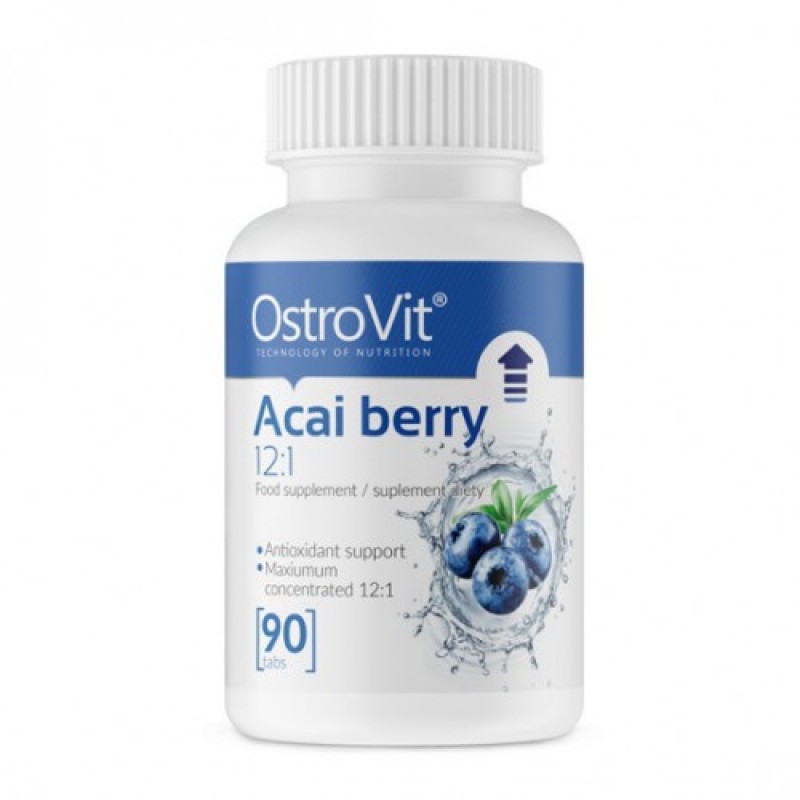 OstroVit®
TECHNOLOGY OF NUTRITION
Acai berry
12:1
Food supplement / suplement diety
•Antioxidant support
•Maxiumum
concentrated 12:1
[90]
tabs